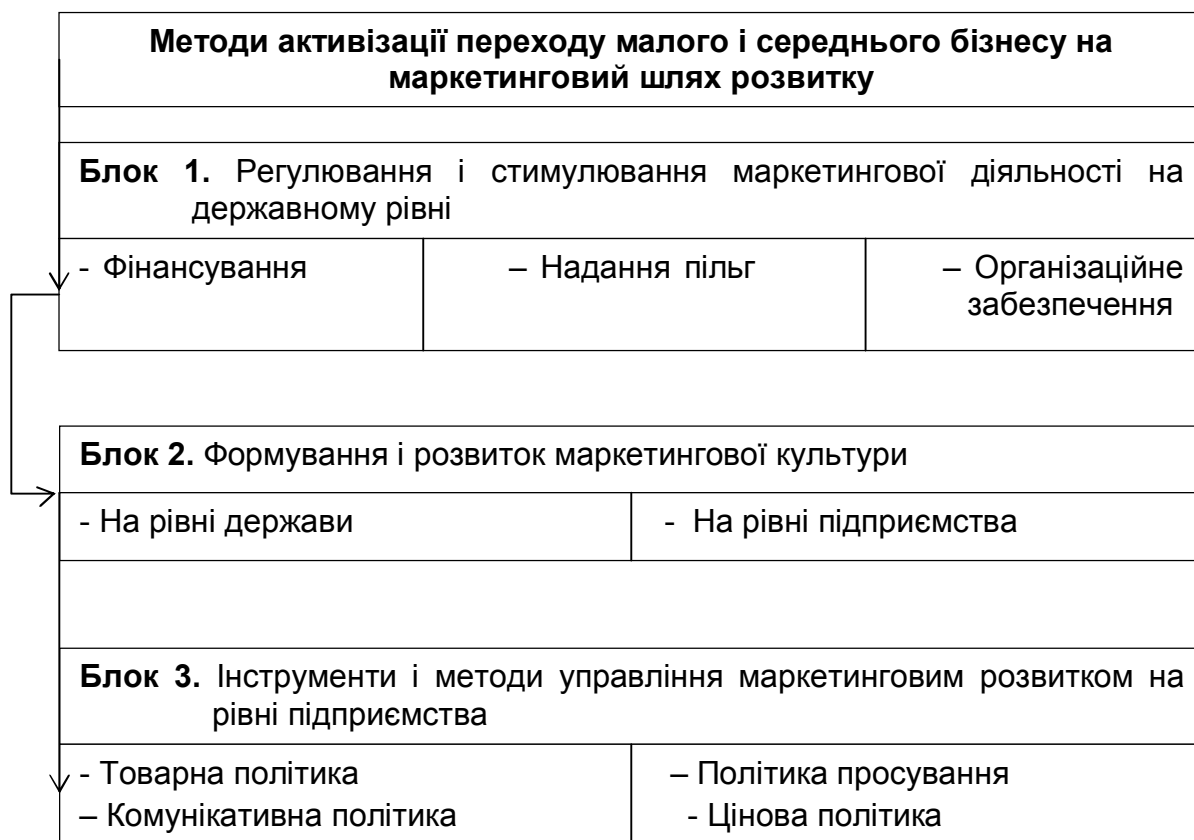 Методи активізації переходу малого і середнього бізнесу на
маркетинговий шлях розвитку
Блок 1. Регулювання і стимулювання маркетингової діяльності на
державному рівні
- Фінансування
– Надання пільг
– Організаційне
забезпечення
Блок 2. Формування і розвиток маркетингової культури
- На рівні держави
- На рівні підприємства
Блок 3. Інструменти і методи управління маркетинговим розвитком на
рівні підприємства
- Товарна політика
– Комунікативна політика
– Політика просування
- Цінова політика